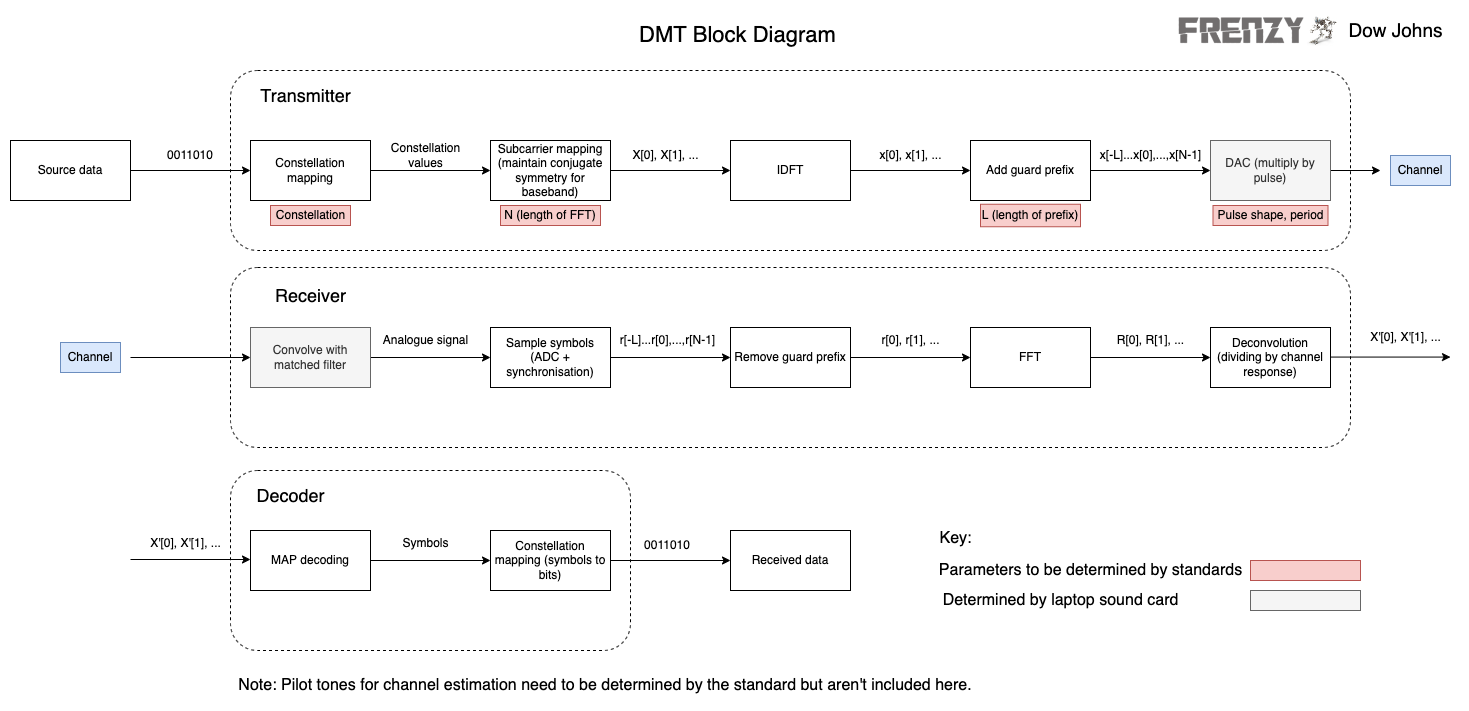 DMT Block Diagram
FRENZY
Dow Johns
Transmitter
Source data
0011010
Constellation
mapping
Constellation
Constellation
values
Subcarrier mapping
(maintain conjugate
symmetry for
baseband)
N (length of FFT)
X[0], X[1], ...
IDFT
x[0], x[1], ...
Add guard prefix
L (length of prefix)
x[-L]...x[0],...,x[N-1]
DAC (multiply by
pulse)
Pulse shape, period
Channel
Receiver
Channel
Convolve with
matched filter
Analogue signal
Sample symbols
(ADC +
synchronisation)
r[-L]...r[0],...,r[N-1]
Remove guard prefix
r[0], r[1], ...
FFT
R[0], R[1], ...
Deconvolution
(dividing by channel
response)
X'[0], X'[1], ...
Decoder
X'[0], X'[1], ...
MAP decoding
Symbols
Constellation
mapping (symbols to
bits)
0011010
Received data
Key:
Parameters to be determined by standards
Determined by laptop sound card
Note: Pilot tones for channel estimation need to be determined by the standard but aren't included here.